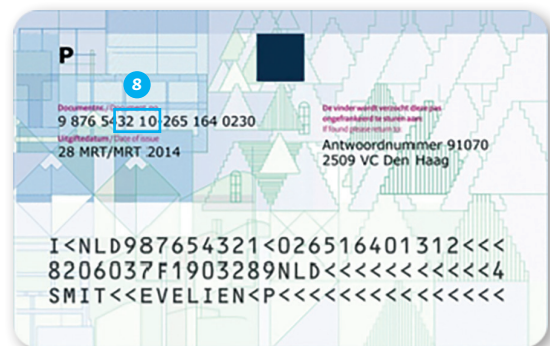 P
8
Documentnr./Document no.
9 876 5432 10 265 164 0230
De vinder wordt verzocht deze pas
ongefrankeerd te sturen aan:
If found please return to:
Uitgiftedatum/Date of issue
28 MRT/MRT 2014
Antwoordnummer 91070
2509 VC Den Haag
I<NLD987654321<026516401312<<<
8206037F1903289NLD<<<<<<<<<<<4
SMIT<<EVELIEN<P<<<<<<<<<<<<<<<